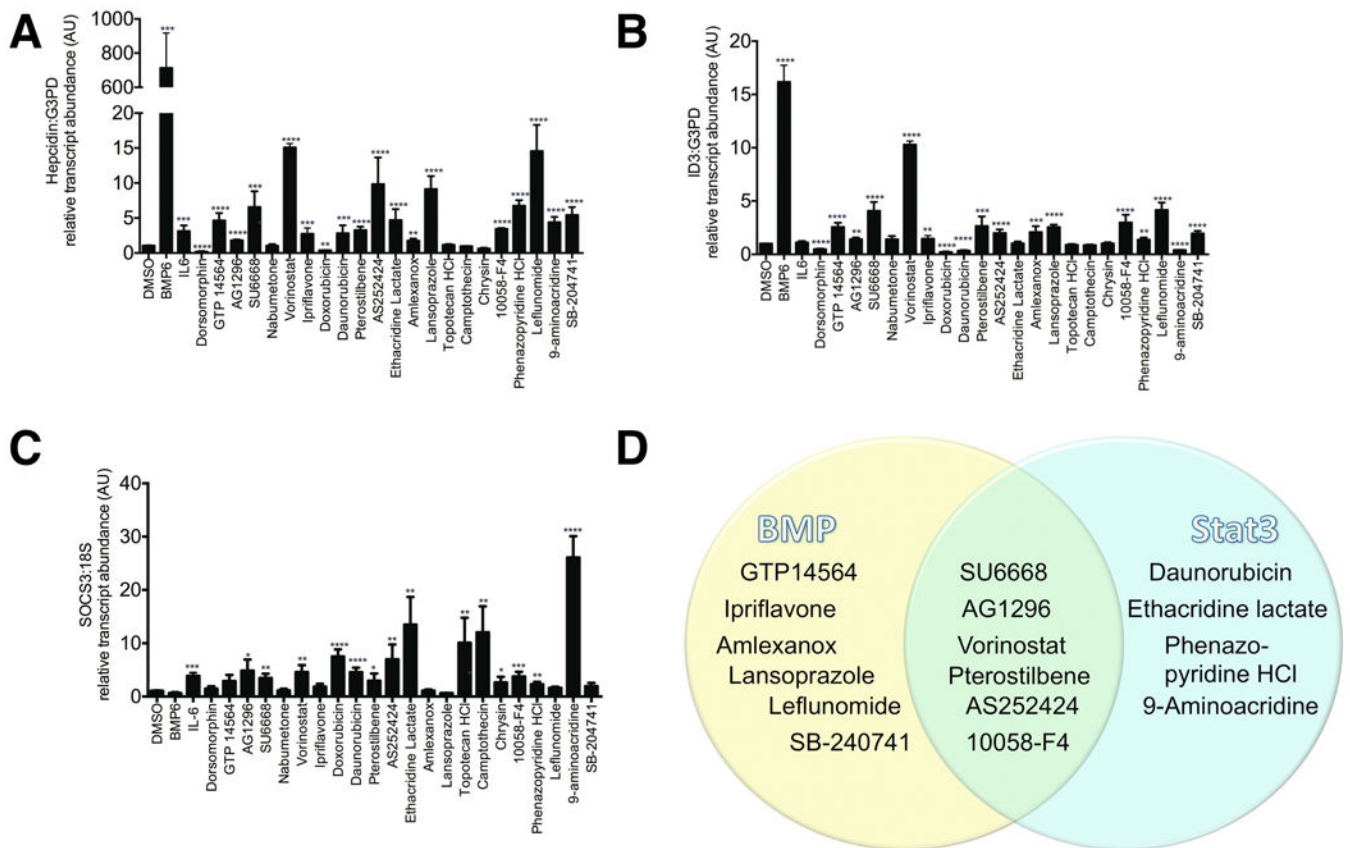 A
Hepcidin:G3PD
relative transcript abundance (AU)
1000
800
600
20
15
10
5
0
***
***
****
****
****
***
****
***
**
***
****
****
****
**
****
****
****
****
****
****
DMSO
BMP6
IL6
Dorsomorphin
GTP 14564
AG1296
SU6668
Nabumetone
Vorinostat
Ipriflavone
Doxorubicin
Daunorubicin
Pterostilbene
AS252424
Ethacridine Lactate
Amlexanox
Lansoprazole
Topotecan HCl
Camptothecin
Chrysin
10058-F4
Phenazopyridine HCl
Leflunomide
9-aminoacridine
SB-204741
B
ID3:G3PD
relative transcript abundance (AU)
20
15
10
5
0
****
****
****
**
****
****
**
****
****
***
****
***
****
****
**
****
****
****
DMSO
BMP6
IL6
Dorsomorphin
GTP 14564
AG1296
SU6668
Nabumetone
Vorinostat
Ipriflavone
Doxorubicin
Daunorubicin
Pterostilbene
AS252424
Ethacridine Lactate
Amlexanox
Lansoprazole
Topotecan HCl
Camptothecin
Chrysin
10058-F4
Phenazopyridine HCl
Leflunomide
9-aminoacridine
SB-204741
C
SOCS3:18S
relative transcript abundance (AU)
40
30
20
10
0
***
*
**
**
****
****
*
**
**
**
**
*
***
**
****
DMSO
BMP6
IL-6
Dorsomorphin
GTP 14564
AG1296
SU6668
Nabumetone
Vorinostat
Ipriflavone
Doxorubicin
Daunorubicin
Pterostilbene
AS252424
Ethacridine Lactate
Amlexanox
Lansoprazole
Topotecan HCl
Camptothecin
Chrysin
10058-F4
Phenazopyridine HCl
Leflunomide
9-aminoacridine
SB-204741
D
BMP
GTP14564
Ipriflavone
Amlexanox
Lansoprazole
Leflunomide
SB-240741
SU6668
AG1296
Vorinostat
Pterostilbene
AS252424
10058-F4
Stat3
Daunorubicin
Ethacridine lactate
Phenazo-
pyridine HCl
9-Aminoacridine